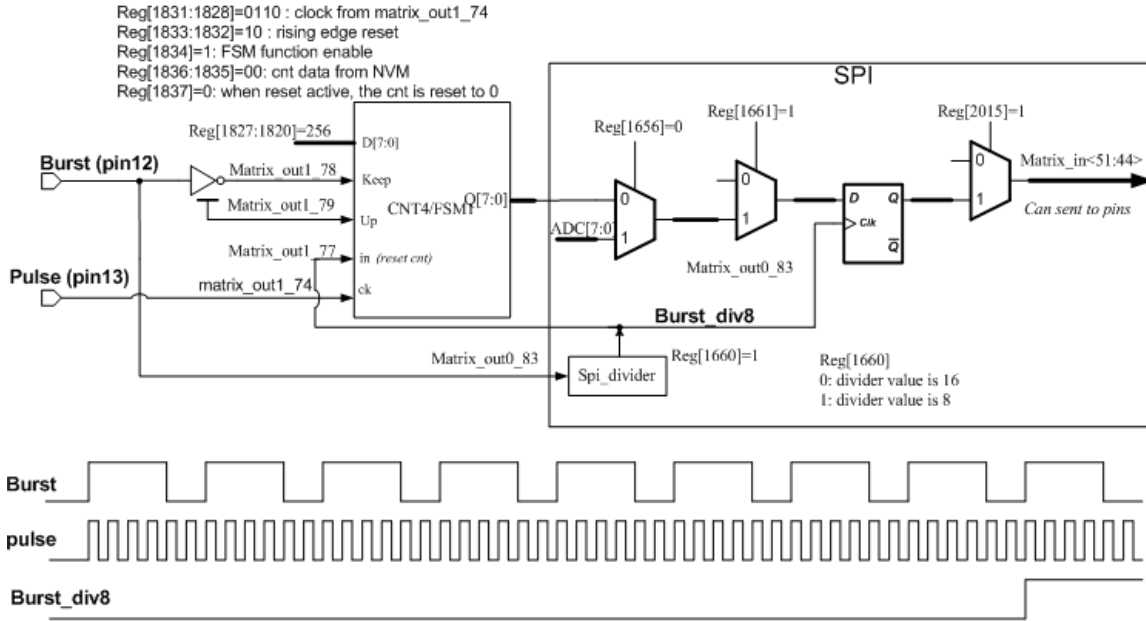 Reg[1831:1828]=0110 : clock from matrix_out1_74
Reg[1833:1832]=10 : rising edge reset
Reg[1834]=1: FSM function enable
Reg[1836:1835]=00: cnt data from NVM
Reg[1837]=0: when reset active, the cnt is reset to 0
SPI
Reg[1827:1820]=256
D[7:0]
Burst (pin12)
Matrix_out1_78
Keep
CNT4/FSM1
Q[7:0]
Matrix_out1_79
Up
Matrix_out1_77
in (reset cnt)
Pulse (pin13)
matrix_out1_74
ck
Reg[1656]=0
0
1
ADC[7:0]
Reg[1661]=1
0
1
Matrix_out0_83
D
Q
Clk
Q
Reg[2015]=1
0
1
Matrix_in<51:44>
Can sent to pins
Burst_div8
Matrix_out0_83
Spi_divider
Reg[1660]=1
Reg[1660]
0: divider value is 16
1: divider value is 8
Burst
pulse
Burst_div8